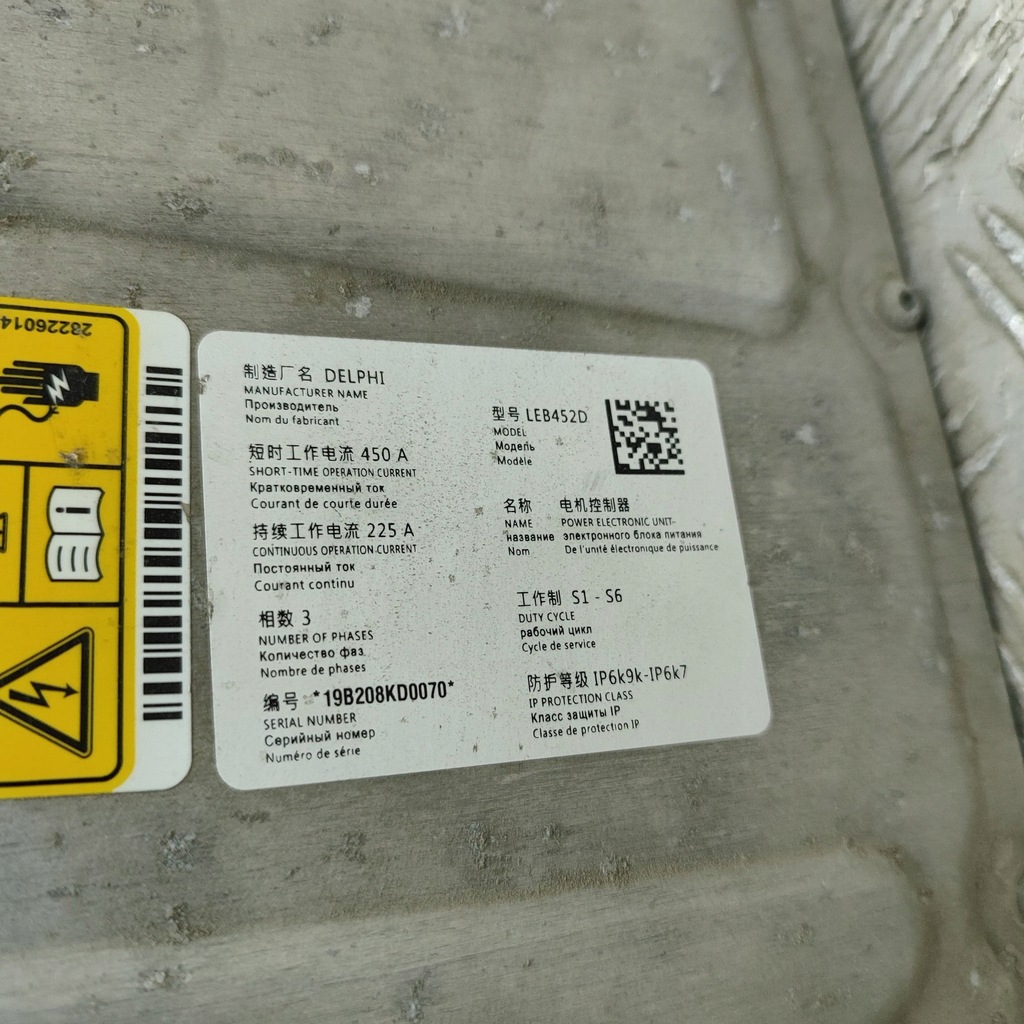 制造厂名 DELPHI
MANUFACTURER NAME
Производитель
Nom du fabricant
短时工作电流 450 A
SHORT-TIME OPERATION CURRENT
Кратковременный ток
Courant de courte durée
持续工作电流 225 A
CONTINUOUS OPERATION CURRENT
Постоянный ток
Courant continu
相数 3
NUMBER OF PHASES
Количество фаз
Nombre de phases
编号 *19B208KD0070*
SERIAL NUMBER
Серийный номер
Numéro de série
型号 LEB452D
MODEL
Модель
Modèle
名称 电机控制器
NAME POWER ELECTRONIC UNIT-
название электронного блока питания
Nom De l'unité électronique de puissance
工作制 S1 - S6
DUTY CYCLE
рабочий цикл
Cycle de service
防护等级 IP6k9k-IP6k7
IP PROTECTION CLASS
Класс защиты IP
Classe de protection IP